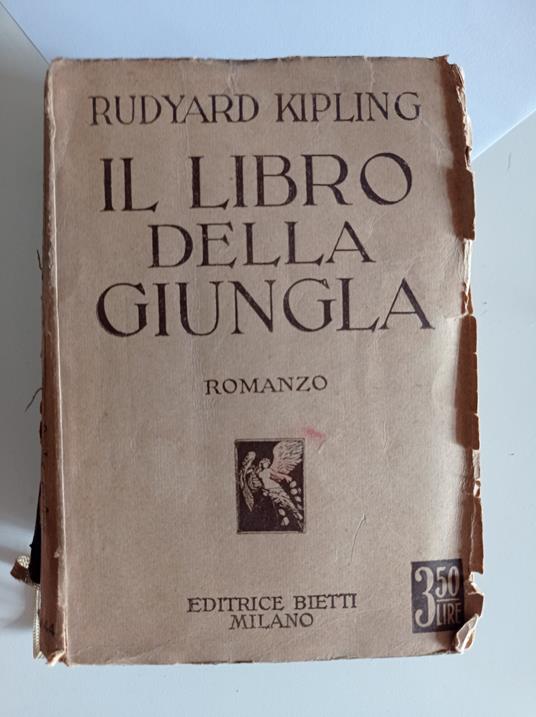 RUDYARD KIPLING
IL LIBRO
DELLA
GIUNGLA
ROMANZO
EDITRICE BIETTI
MILANO
3,50
LIRE